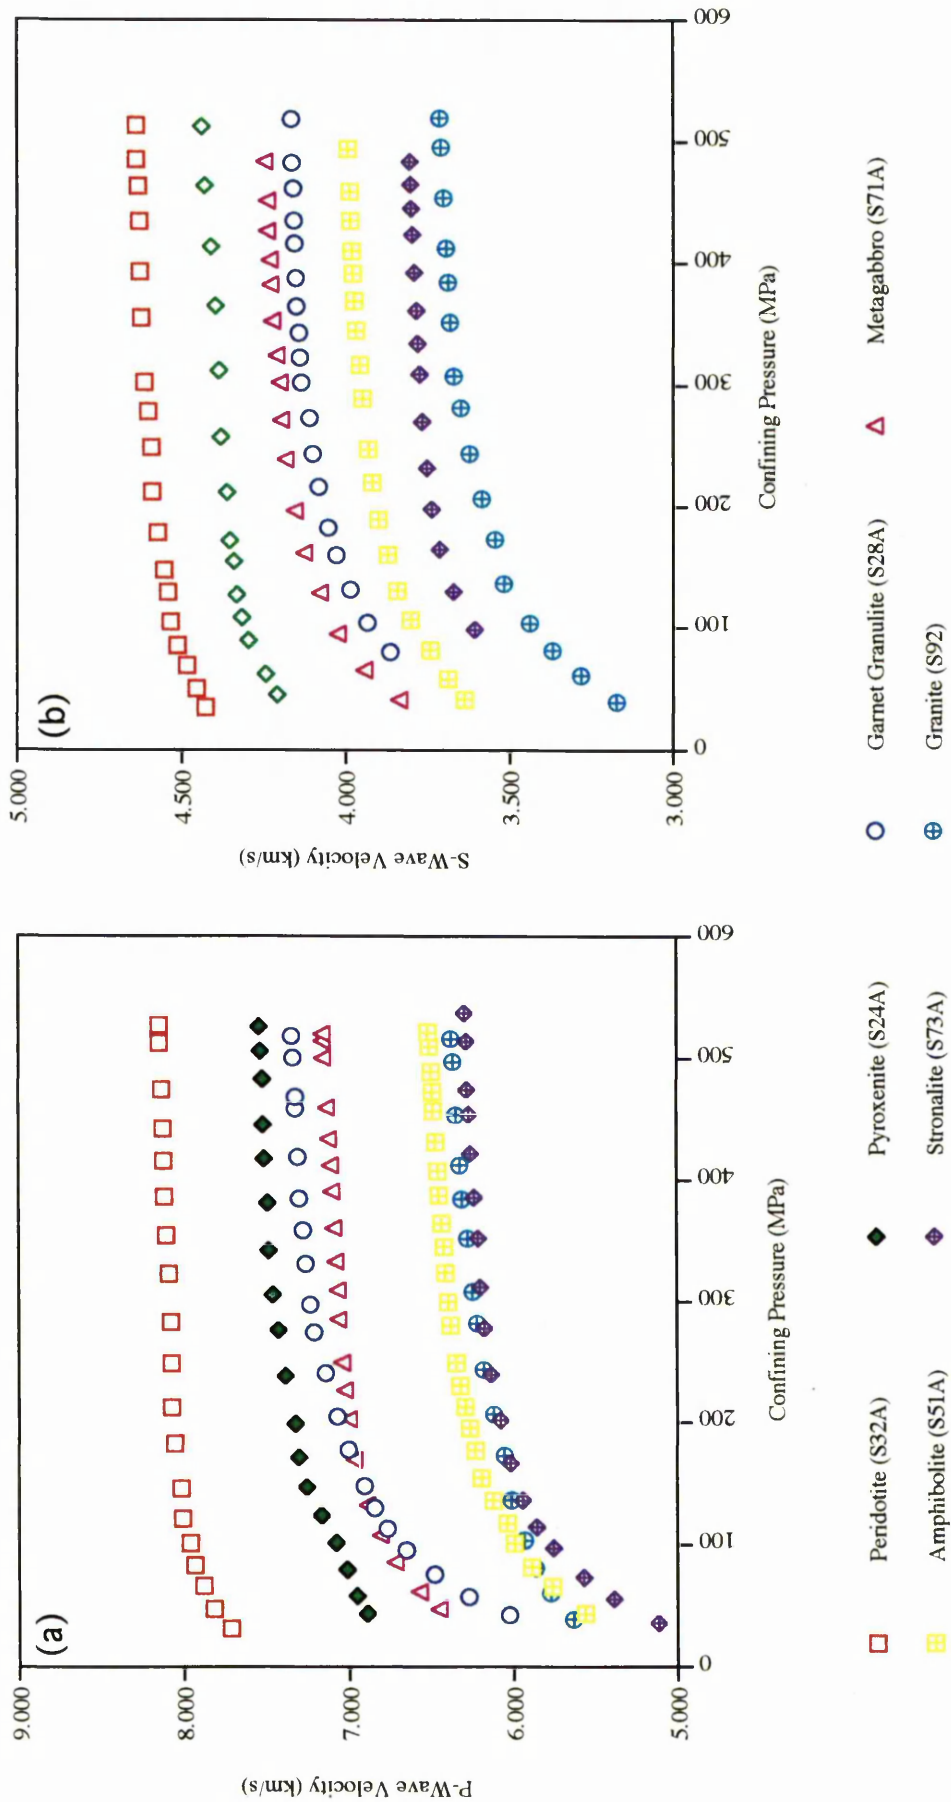 (a)
9.000
8.000
7.000
6.000
5.000
P-Wave Velocity (km/s)
0
100
200
300
400
500
600
Confining Pressure (MPa)
(b)
5.000
4.500
4.000
3.500
3.000
S-Wave Velocity (km/s)
0
100
200
300
400
500
600
Confining Pressure (MPa)
Peridotite (S32A)
Pyroxenite (S24A)
Garnet Granulite (S28A)
Metagabbro (S71A)
Amphibolite (S51A)
Stronalite (S73A)
Granite (S92)